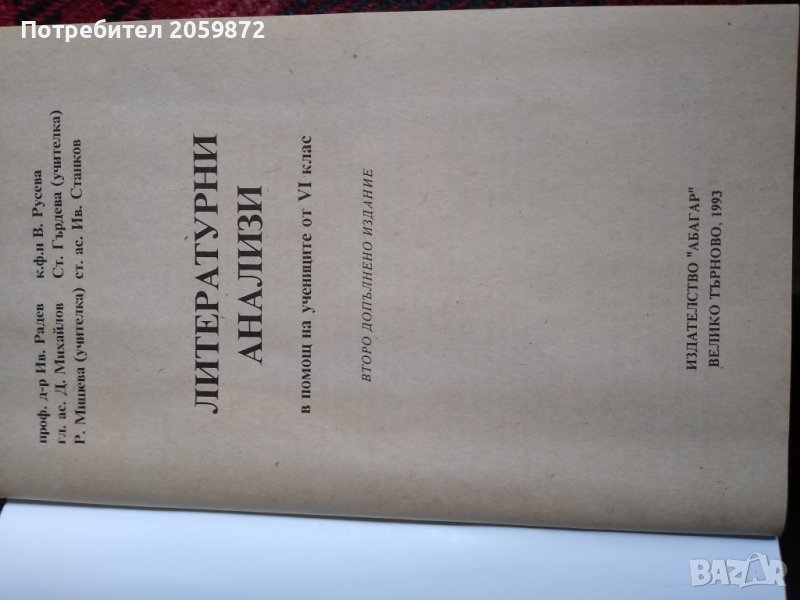 Потребител 2059872
проф. д-р Ив. Радев к.ф.н В. Русева
гл. ас. Д. Михайлов Ст. Гърдева (учителка)
Р. Мишева (учителка) ст. ас. Ив. Станков
ЛИТЕРАТУРНИ
АНАЛИЗИ
в помощ на учениците от VI клас
ВТОРО ДОПЪЛНЕНО ИЗДАНИЕ
ИЗДАТЕЛСТВО "АБАГАР"
ВЕЛИКО ТЪРНОВО, 1993
BAZAR